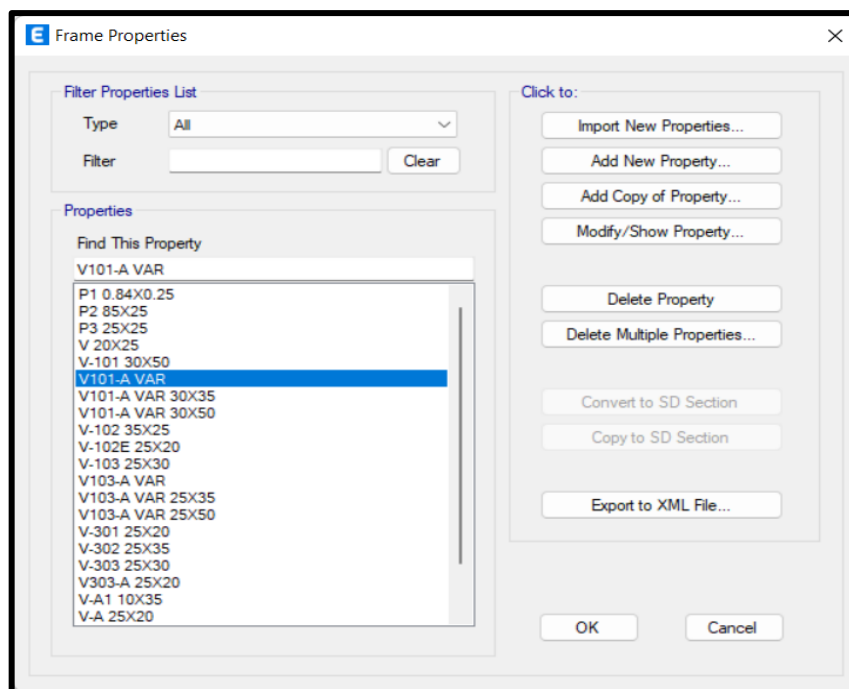 E Frame Properties
Filter Properties List
Type All
Filter Clear
Properties
Find This Property
V101-A VAR
P1 0.84X0.25
P2 85X25
P3 25X25
V 20X25
V-101 30X50
V101-A VAR
V101-A VAR 30X35
V101-A VAR 30X50
V-102 35X25
V-102E 25X20
V-103 25X30
V103-A VAR
V103-A VAR 25X35
V103-A VAR 25X50
V-301 25X20
V-302 25X35
V-303 25X30
V303-A 25X20
V-A1 10X35
V-A 25X20
Click to:
Import New Properties...
Add New Property...
Add Copy of Property...
Modify/Show Property...
Delete Property
Delete Multiple Properties...
Convert to SD Section
Copy to SD Section
Export to XML File...
OK Cancel